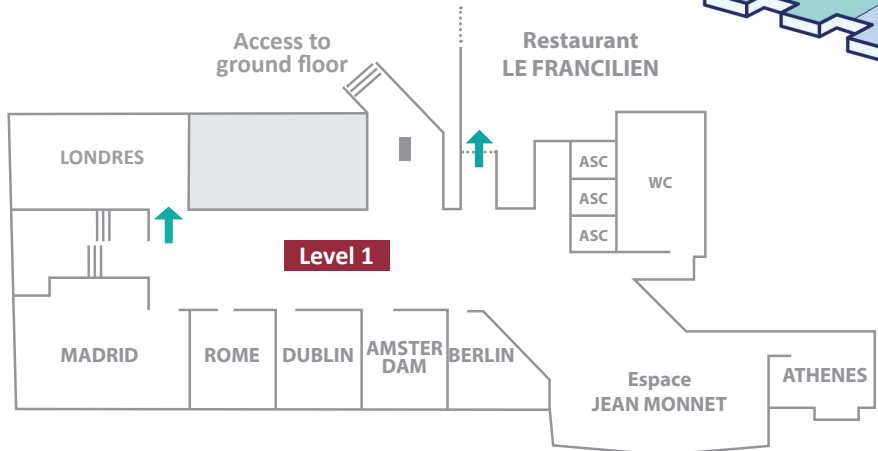 Access to
ground floor
Restaurant
LE FRANCILIEN
LONDRES
ASC
WC
ASC
ASC
Level 1
MADRID
ROME
DUBLIN
AMSTER
DAM
BERLIN
Espace
JEAN MONNET
ATHENES